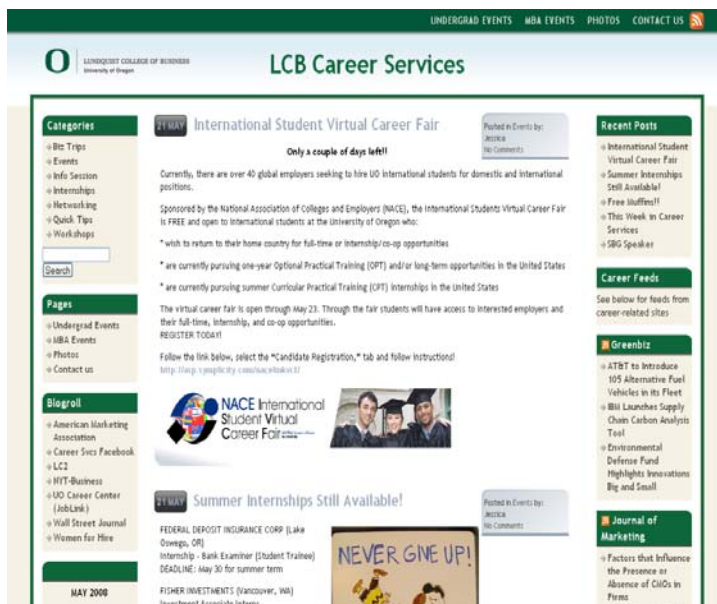 UNDERGRAD EVENTS MBA EVENTS PHOTOS CONTACT US
O LUNDQUIST COLLEGE OF BUSINESS
University of Oregon
LCB Career Services
Categories
Biz Trips
Events
Info Session
Internships
Networking
Quick Tips
Workshops
Search
Pages
Undergrad Events
MBA Events
Photos
Contact us
Blogroll
American Marketing
Association
Career Svcs Facebook
LC2
NYT-Business
UO Career Center
(JobLink)
Wall Street Journal
Women for Hire
MAY 2008
21 MAY International Student Virtual Career Fair
Posted in Events by:
Jessica
No Comments
Only a couple of days left!!
Currently, there are over 40 global employers seeking to hire UO international students for domestic and international
positions.
Sponsored by the National Association of Colleges and Employers (NACE), the International Students Virtual Career Fair
is FREE and open to international students at the University of Oregon who:
* wish to return to their home country for full-time or internship/co-op opportunities
* are currently pursuing one-year Optional Practical Training (OPT) and/or long-term opportunities in the United States
* are currently pursuing summer Curricular Practical Training (CPT) internships in the United States
The virtual career fair is open through May 23. Through the fair students will have access to interested employers and
their full-time, internship, and co-op opportunities.
REGISTER TODAY!
Follow the link below, select the "Candidate Registration," tab and follow instructions!
http://asp.symplicity.com/nacelinkvcf/
NACE International
Student Virtual
Career Fair
21 MAY Summer Internships Still Available!
Posted in Events by:
Jessica
No Comments
FEDERAL DEPOSIT INSURANCE CORP (Lake
Oswego, OR)
Internship - Bank Examiner (Student Trainee)
DEADLINE: May 30 for summer term
FISHER INVESTMENTS (Vancouver, WA)
Investment Associate Interns
NEVER GIVE UP!
Recent Posts
International Student
Virtual Career Fair
Summer Internships
Still Available!
Free Muffins!!
This Week in Career
Services
SBG Speaker
Career Feeds
See below for feeds from
career-related sites
Greenbiz
AT&T to Introduce
105 Alternative Fuel
Vehicles in its Fleet
IBM Launches Supply
Chain Carbon Analysis
Tool
Environmental
Defense Fund
Highlights Innovations
Big and Small
Journal of
Marketing
Factors that Influence
the Presence or
Absence of CMOs in
Firms